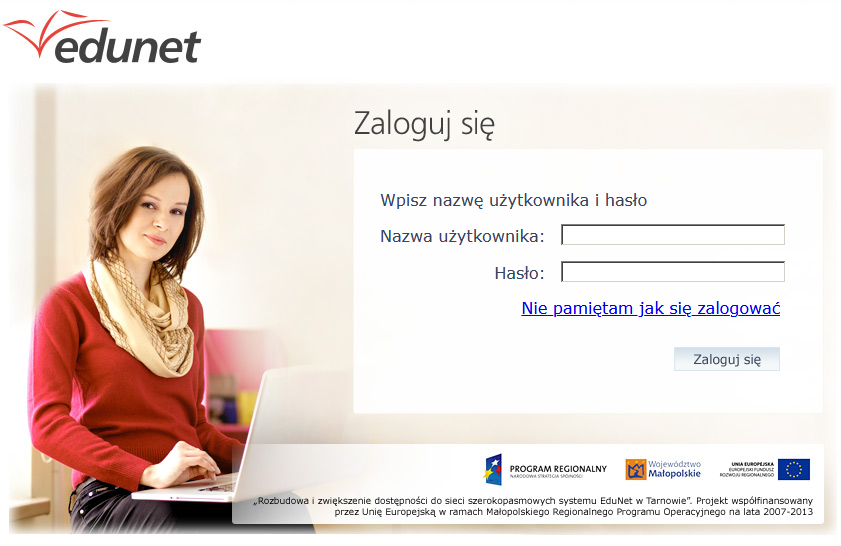 edunet
Zaloguj się
Wpisz nazwę użytkownika i hasło
Nazwa użytkownika:
Hasło:
Nie pamiętam jak się zalogować
Zaloguj się
PROGRAM REGIONALNY
NARODOWA STRATEGIA SPÓJNOŚCI
Województwo
Małopolskie
UNIA EUROPEJSKA
EUROPEJSKI FUNDUSZ
ROZWOJU REGIONALNEGO
„Rozbudowa i zwiększenie dostępności do sieci szerokopasmowych systemu EduNet w Tarnowie”. Projekt współfinansowany
przez Unię Europejską w ramach Małopolskiego Regionalnego Programu Operacyjnego na lata 2007-2013